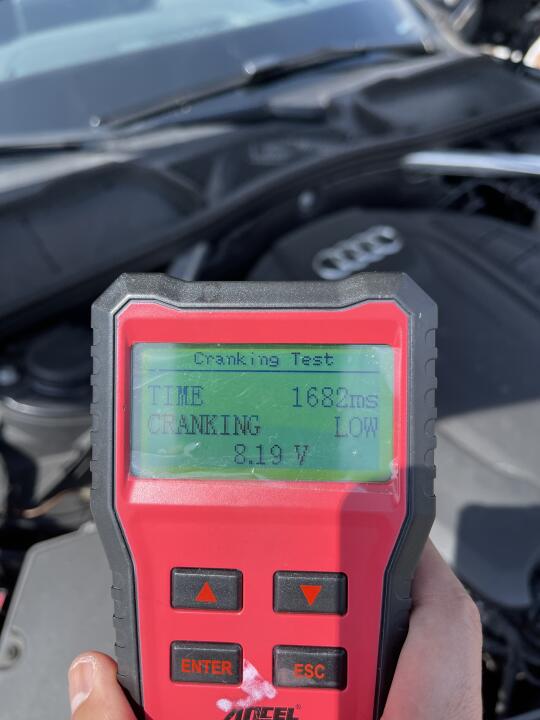 Cranking Test
TIME 1682ms
CRANKING LOW
8.19 V
ENTER ESC
ANCEL